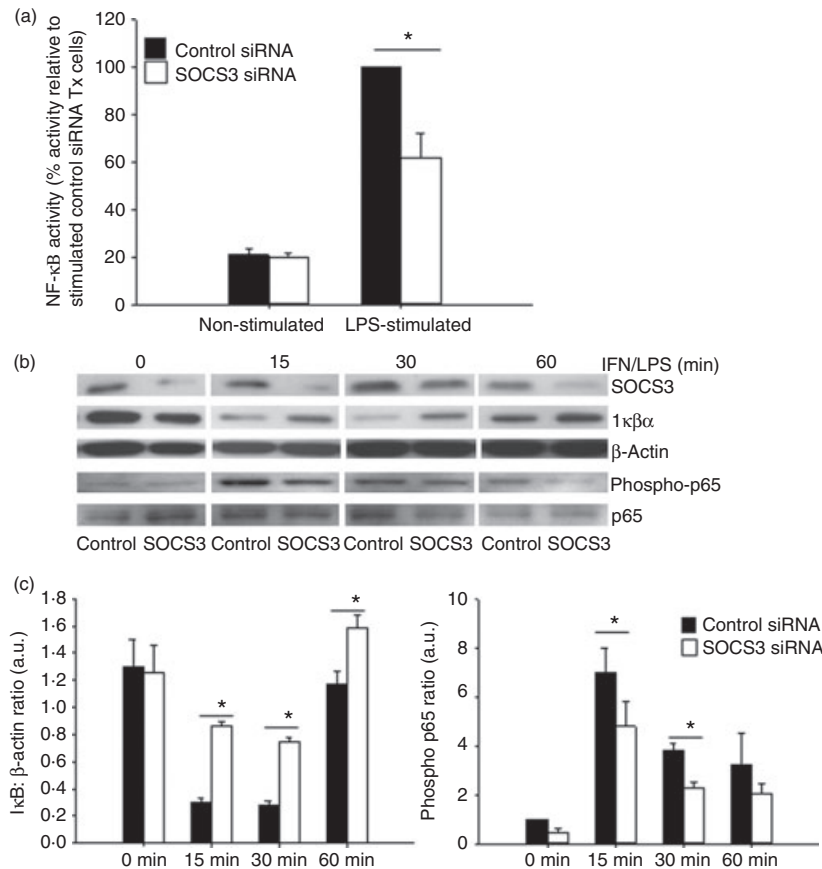 (a)
NF-κB activity (% activity relative to
stimulated control siRNA Tx cells)
120
100
80
60
40
20
0
Control siRNA
SOCS3 siRNA
*
Non-stimulated
LPS-stimulated
(b)
0 15 30 60 IFN/LPS (min)
SOCS3
1κβα
β-Actin
Phospho-p65
p65
Control SOCS3 Control SOCS3 Control SOCS3 Control SOCS3
(c)
IκB: β-actin ratio (a.u.)
1·8
1·6
1·4
1·2
1·0
0·8
0·6
0·4
0·2
0·0
* * *
0 min 15 min 30 min 60 min
Phospho p65 ratio (a.u.)
10
8
6
4
2
0
Control siRNA
SOCS3 siRNA
* *
0 min 15 min 30 min 60 min